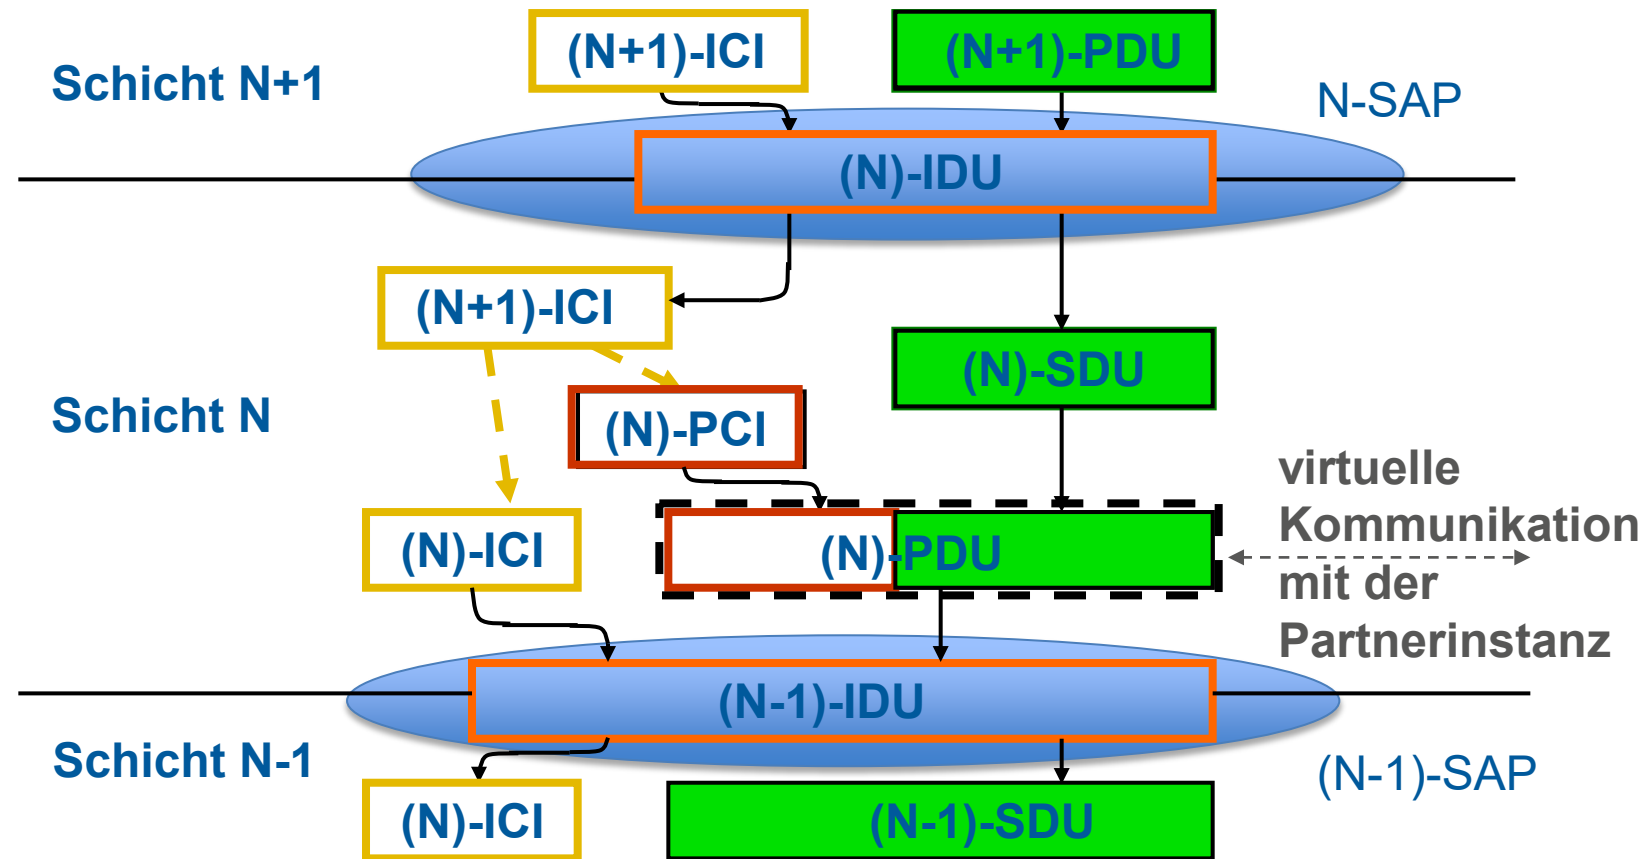 (N+1)-ICI
(N+1)-PDU
Schicht N+1
N-SAP
(N)-IDU
(N+1)-ICI
(N)-SDU
Schicht N
(N)-PCI
virtuelle
Kommunikation
mit der
Partnerinstanz
(N)-ICI
(N)-PDU
(N-1)-IDU
Schicht N-1
(N-1)-SAP
(N)-ICI
(N-1)-SDU